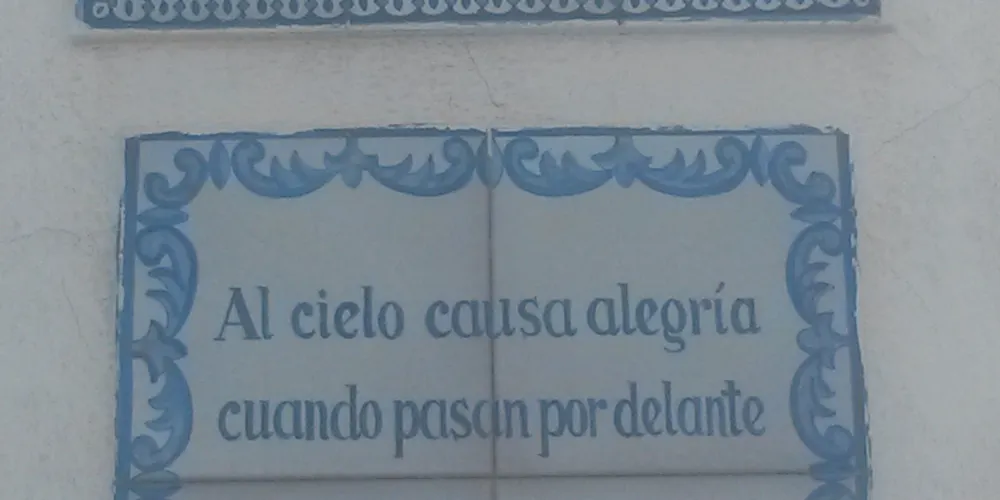 Al cielo causa alegría
cuando pasan por delante